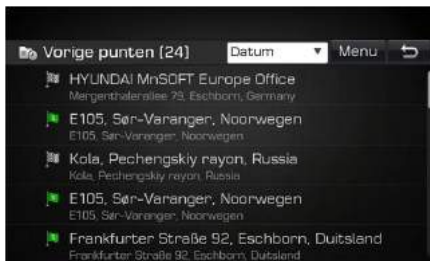 Vorige punten (24) Datum Menu
HYUNDAI MnSOFT Europe Office
Mergenthalerallee 79, Eschborn, Germany
E105, Sør-Varanger, Noorwegen
E105, Sør-Varanger, Noorwegen
Kola, Pechengskiy rayon, Russia
Kola, Pechengskiy rayon, Russia
E105, Sør-Varanger, Noorwegen
E105, Sør-Varanger, Noorwegen
Frankfurter Straße 92, Eschborn, Duitsland
Frankfurter Straße 92, Eschborn, Duitsland